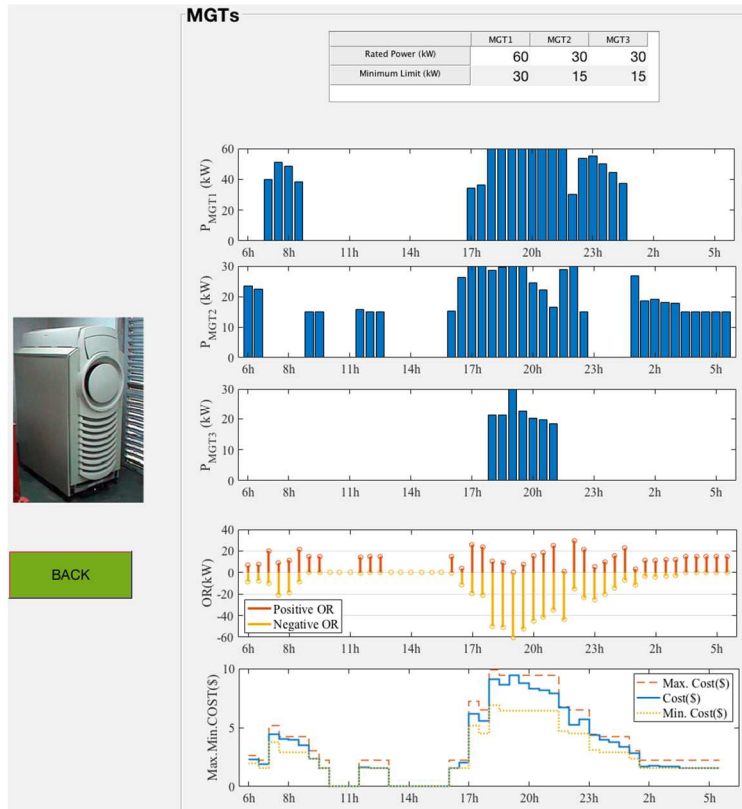 MGTs
MGT1 MGT2 MGT3
Rated Power (kW) 60 30 30
Minimum Limit (kW) 30 15 15
P_MGT1 (kW)
60
40
20
0
6h 8h 11h 14h 17h 20h 23h 2h 5h
P_MGT2 (kW)
30
20
10
0
6h 8h 11h 14h 17h 20h 23h 2h 5h
P_MGT3 (kW)
30
20
10
0
6h 8h 11h 14h 17h 20h 23h 2h 5h
BACK
OR(kW)
40
20
0
-20
-40
-60
Positive OR
Negative OR
6h 8h 11h 14h 17h 20h 23h 2h 5h
Max.Min.COST($)
10
5
0
Max. Cost($)
Cost($)
Min. Cost($)
6h 8h 11h 14h 17h 20h 23h 2h 5h